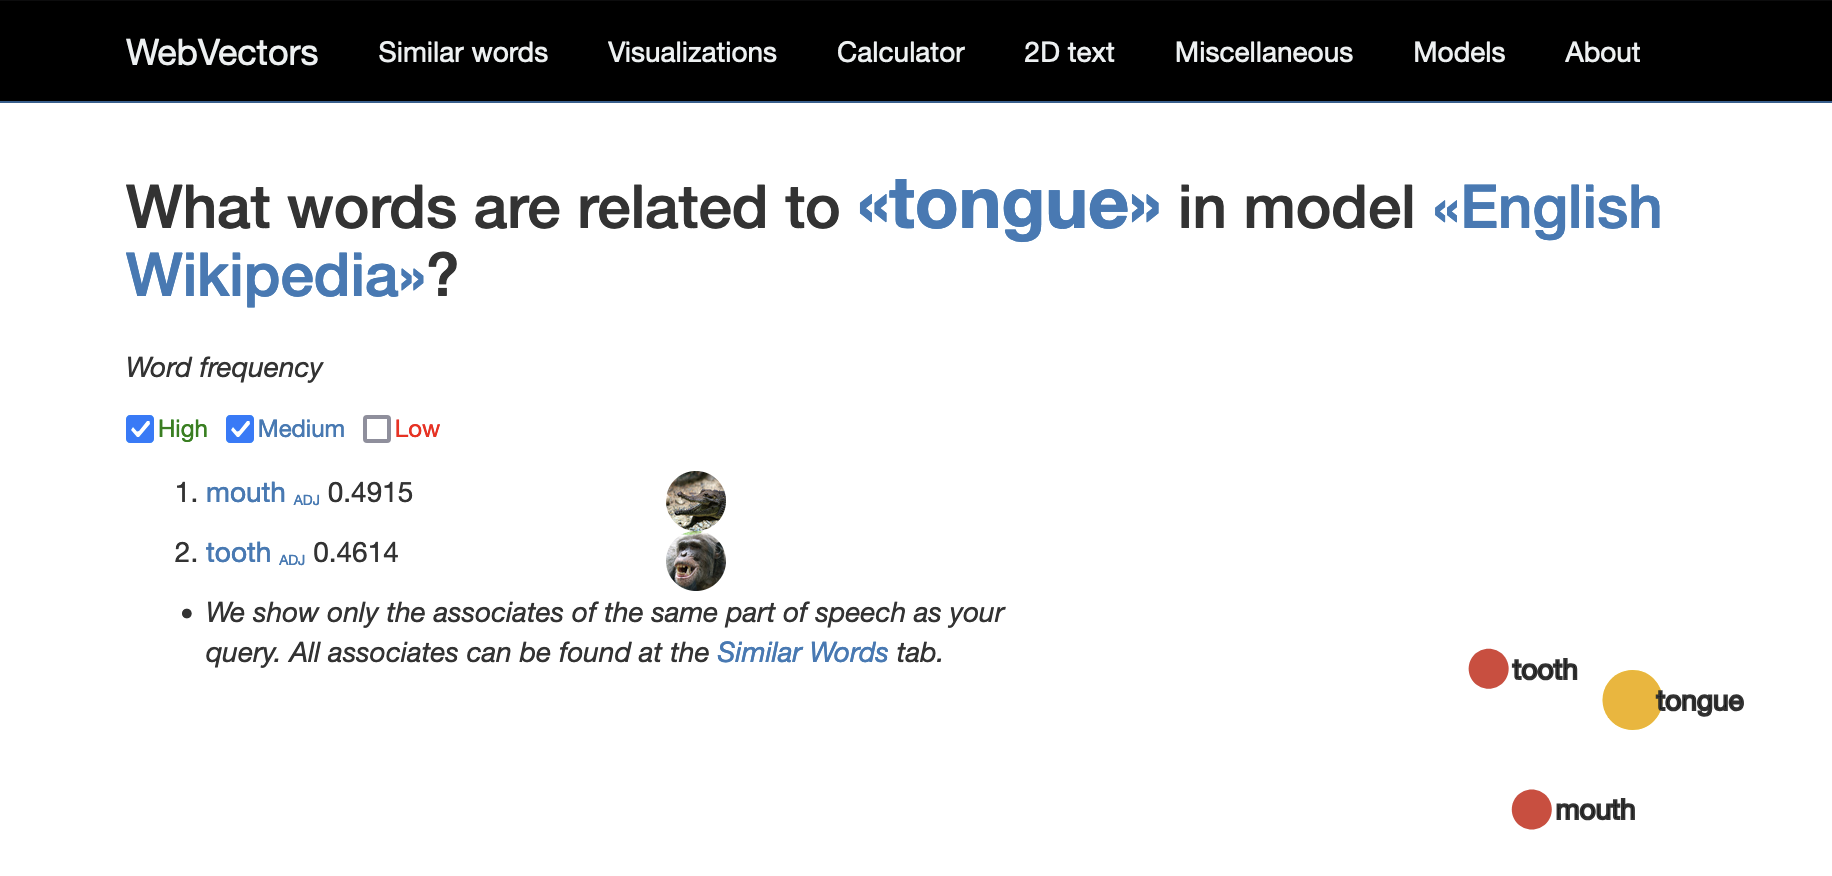 WebVectors Similar words Visualizations Calculator 2D text Miscellaneous Models About
What words are related to «tongue» in model «English
Wikipedia»?
Word frequency
High Medium Low
1. mouth ADJ 0.4915
2. tooth ADJ 0.4614
• We show only the associates of the same part of speech as your
query. All associates can be found at the Similar Words tab.
tooth
tongue
mouth